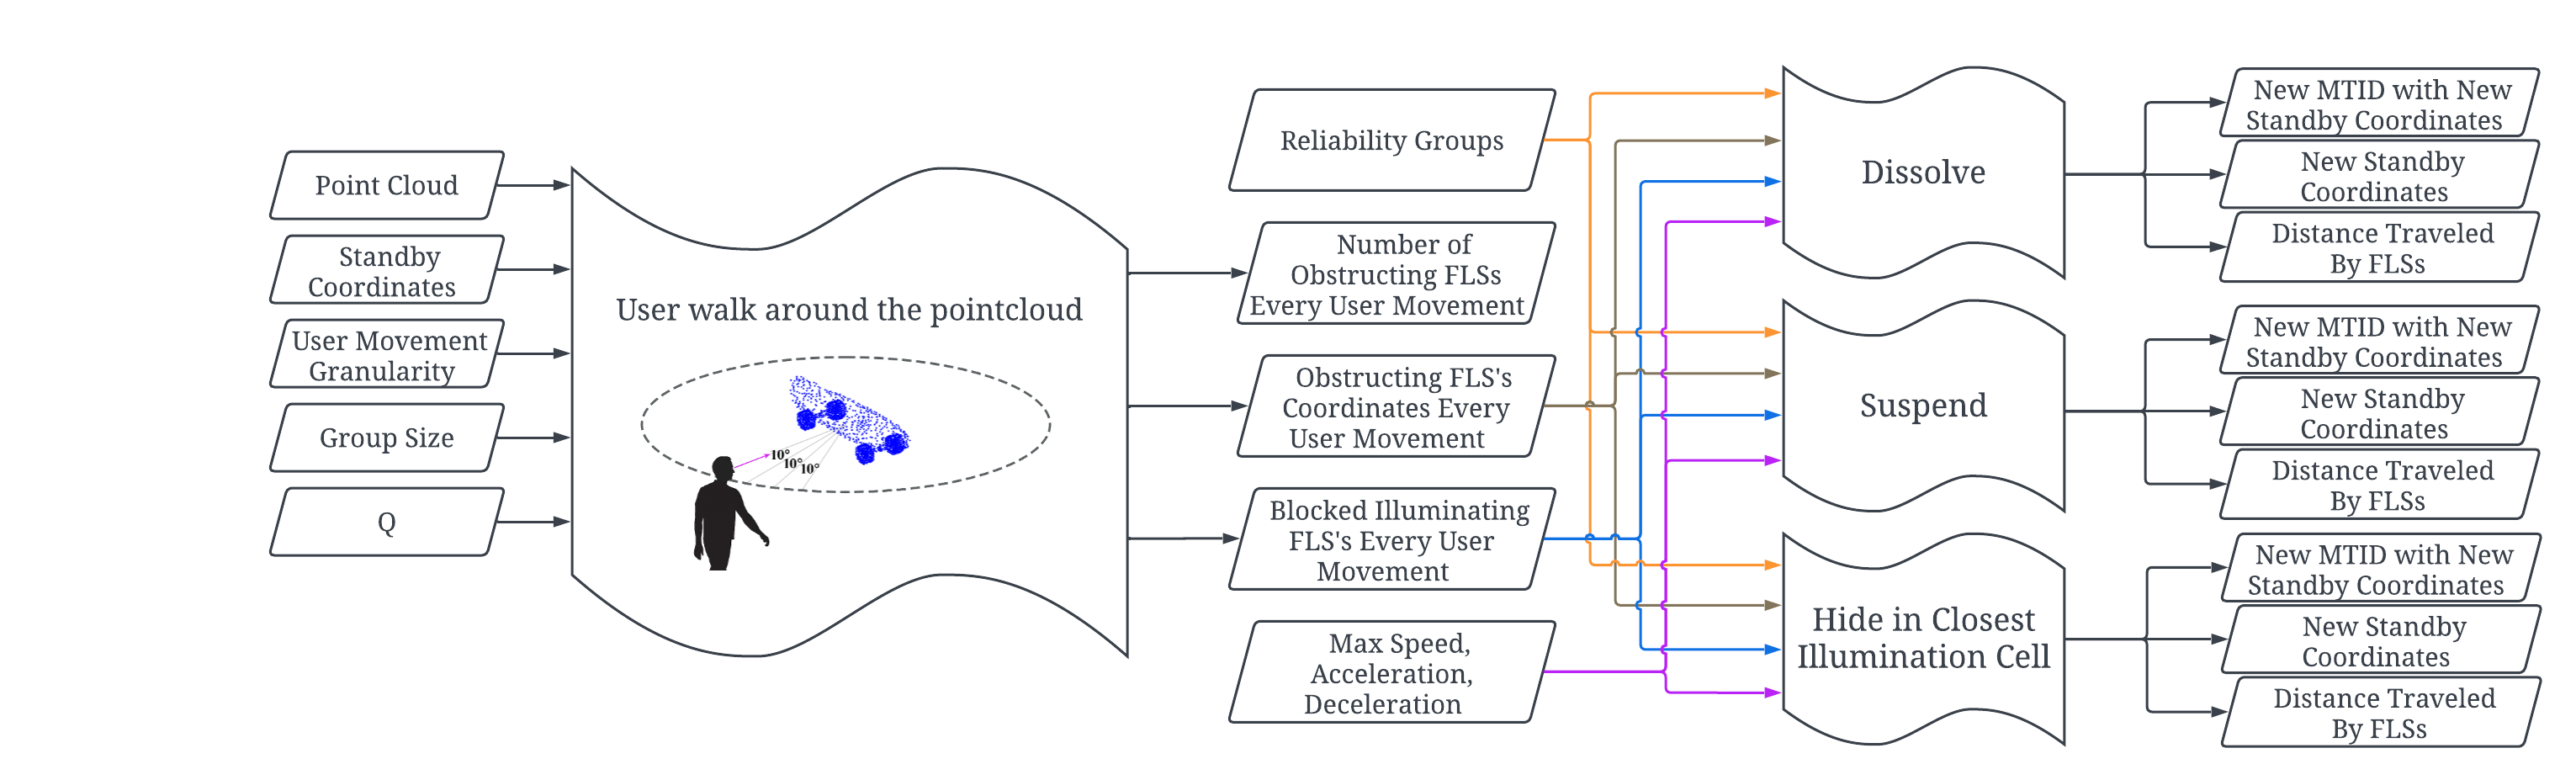 Point Cloud
Standby
Coordinates
User Movement
Granularity
Group Size
Q
User walk around the pointcloud
10°
10°
10°
Reliability Groups
Number of
Obstructing FLSs
Every User Movement
Obstructing FLS's
Coordinates Every
User Movement
Blocked Illuminating
FLS's Every User
Movement
Max Speed,
Acceleration,
Deceleration
Dissolve
Suspend
Hide in Closest
Illumination Cell
New MTID with New
Standby Coordinates
New Standby
Coordinates
Distance Traveled
By FLSs
New MTID with New
Standby Coordinates
New Standby
Coordinates
Distance Traveled
By FLSs
New MTID with New
Standby Coordinates
New Standby
Coordinates
Distance Traveled
By FLSs